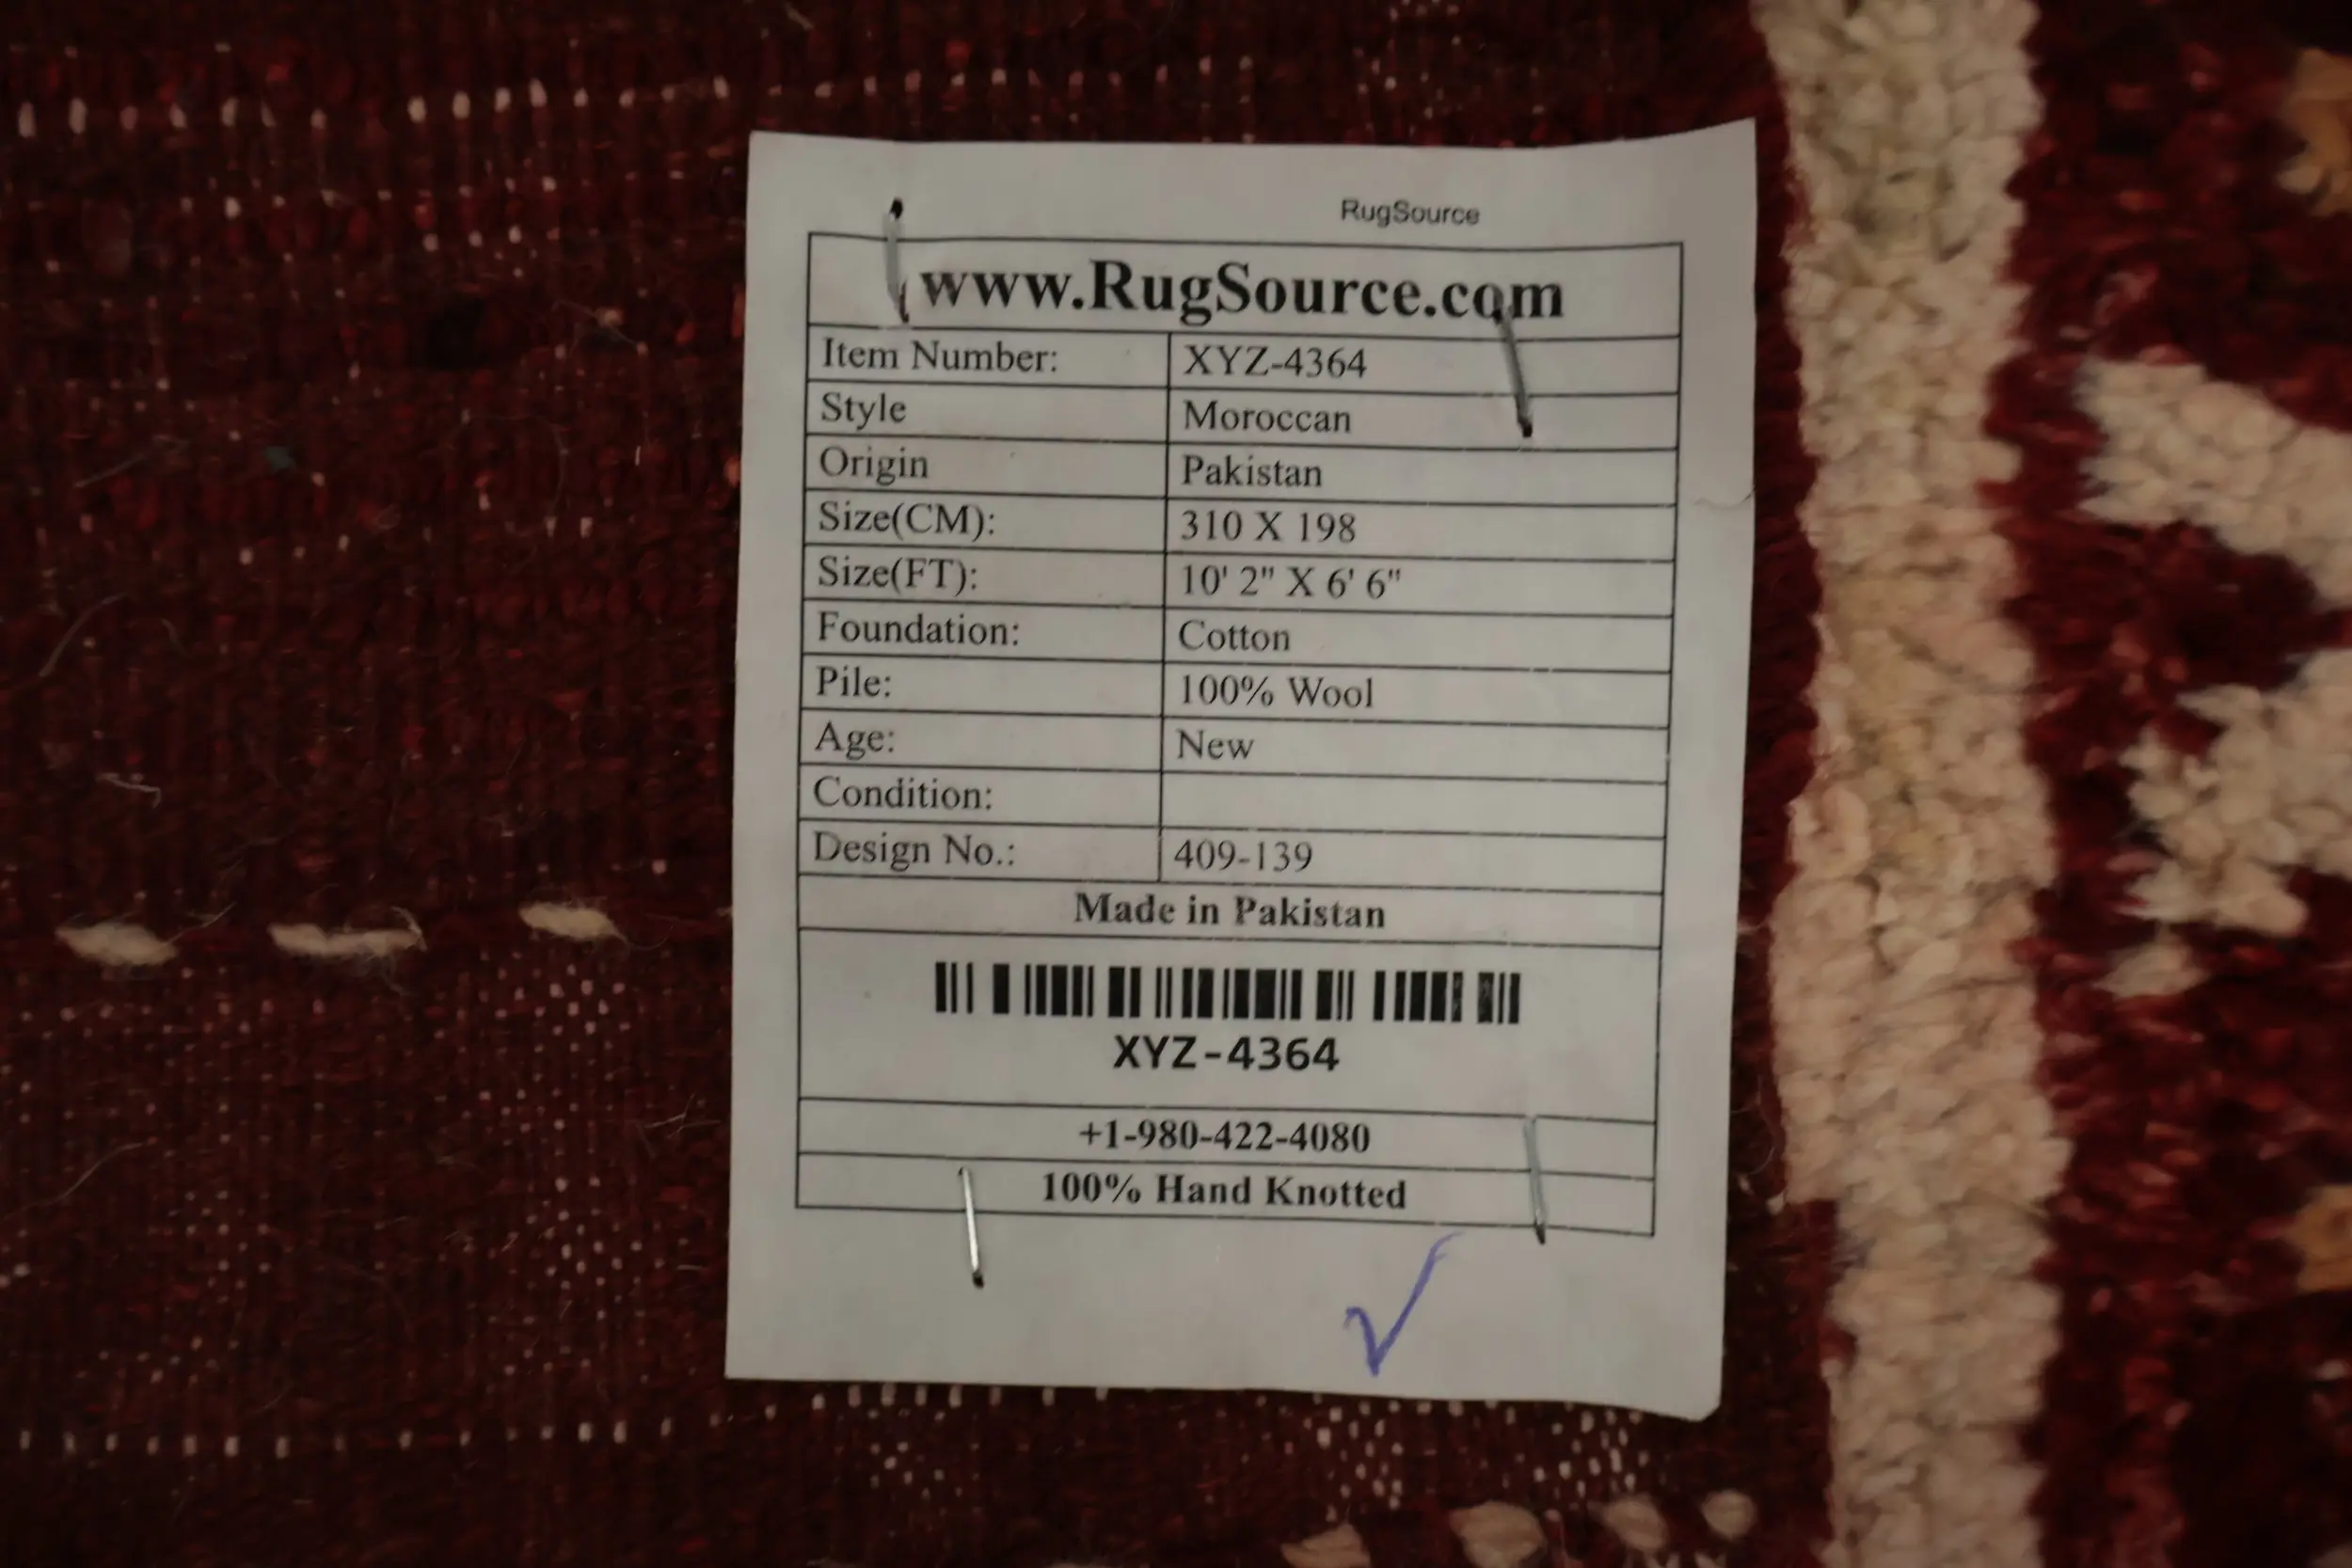 RugSource
www.RugSource.com
Item Number: XYZ-4364
Style Moroccan
Origin Pakistan
Size(CM): 310 X 198
Size(FT): 10' 2" X 6' 6"
Foundation: Cotton
Pile: 100% Wool
Age: New
Condition:
Design No.: 409-139
Made in Pakistan
XYZ-4364
+1-980-422-4080
100% Hand Knotted